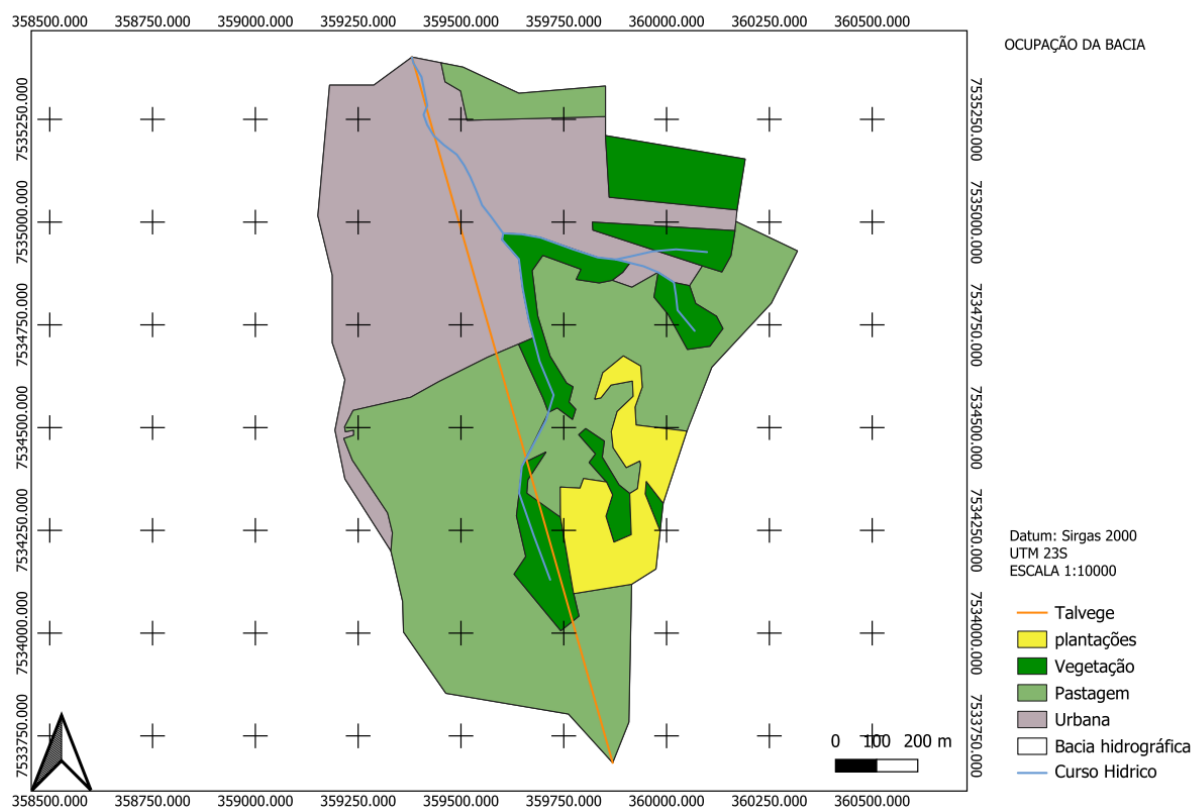 358500.000 358750.000 359000.000 359250.000 359500.000 359750.000 360000.000 360250.000 360500.000
OCUPAÇÃO DA BACIA
7535250.000 7535250.000
7535000.000 7535000.000
7534750.000 7534750.000
7534500.000 7534500.000
7534250.000 7534250.000
7534000.000 7534000.000
7533750.000 7533750.000
Datum: Sirgas 2000
UTM 23S
ESCALA 1:10000
Talvege
plantações
Vegetação
Pastagem
Urbana
Bacia hidrográfica
Curso Hidrico
0 100 200 m
358500.000 358750.000 359000.000 359250.000 359500.000 359750.000 360000.000 360250.000 360500.000